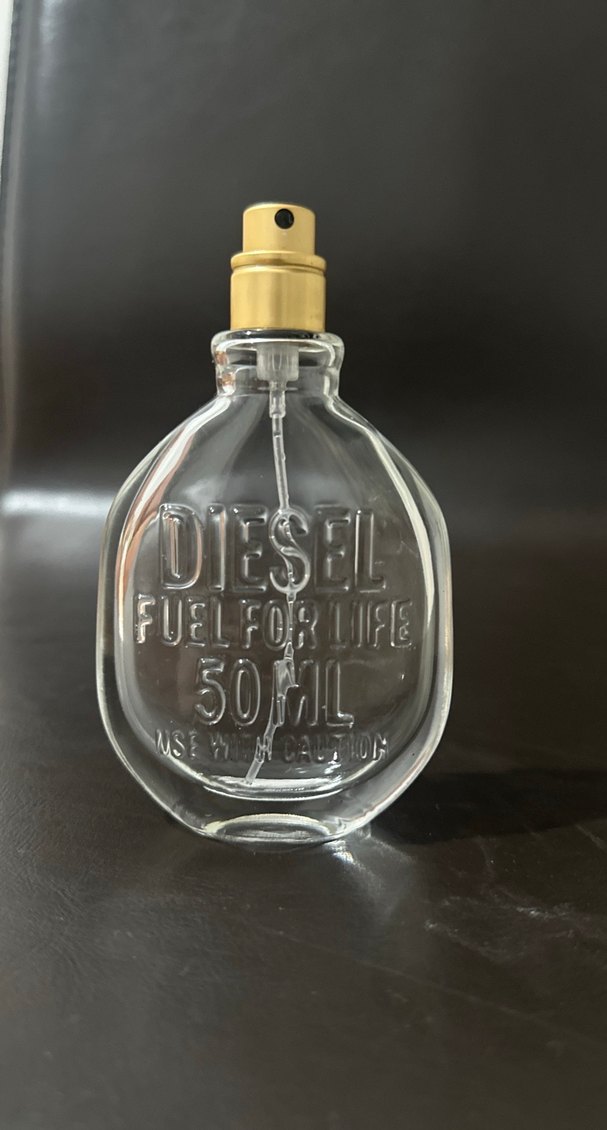 DIESEL
FUEL FOR LIFE
50 ML
USE WITH CAUTION